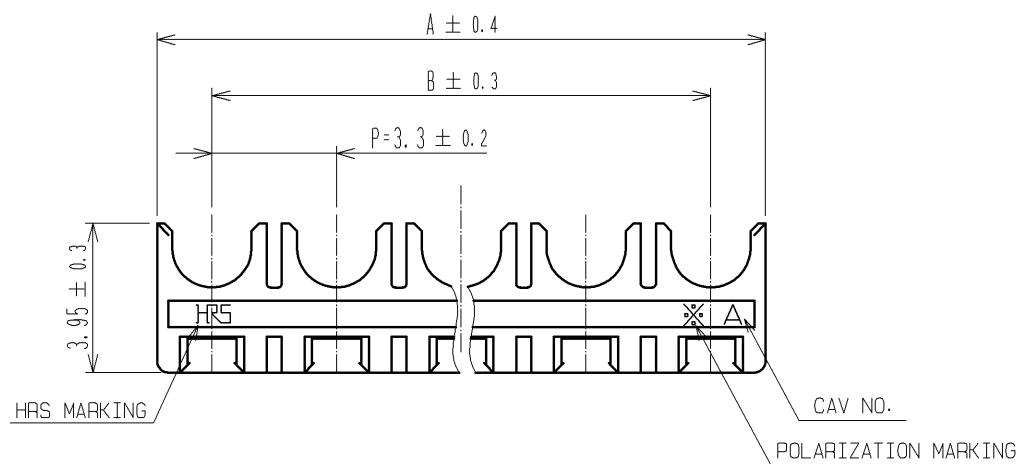 A ± 0.4
B ± 0.3
P=3.3 ± 0.2
3.95 ± 0.3
HRS
※ A
HRS MARKING
CAV NO.
POLARIZATION MARKING